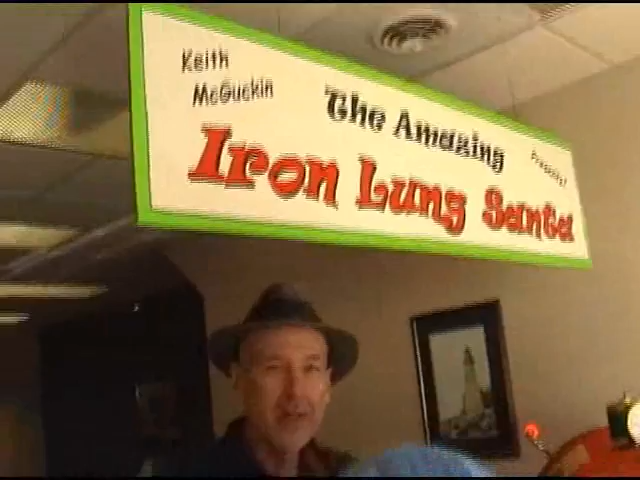 Keith
McGuckin
The Amazing
Presents!
Iron Lung Santa